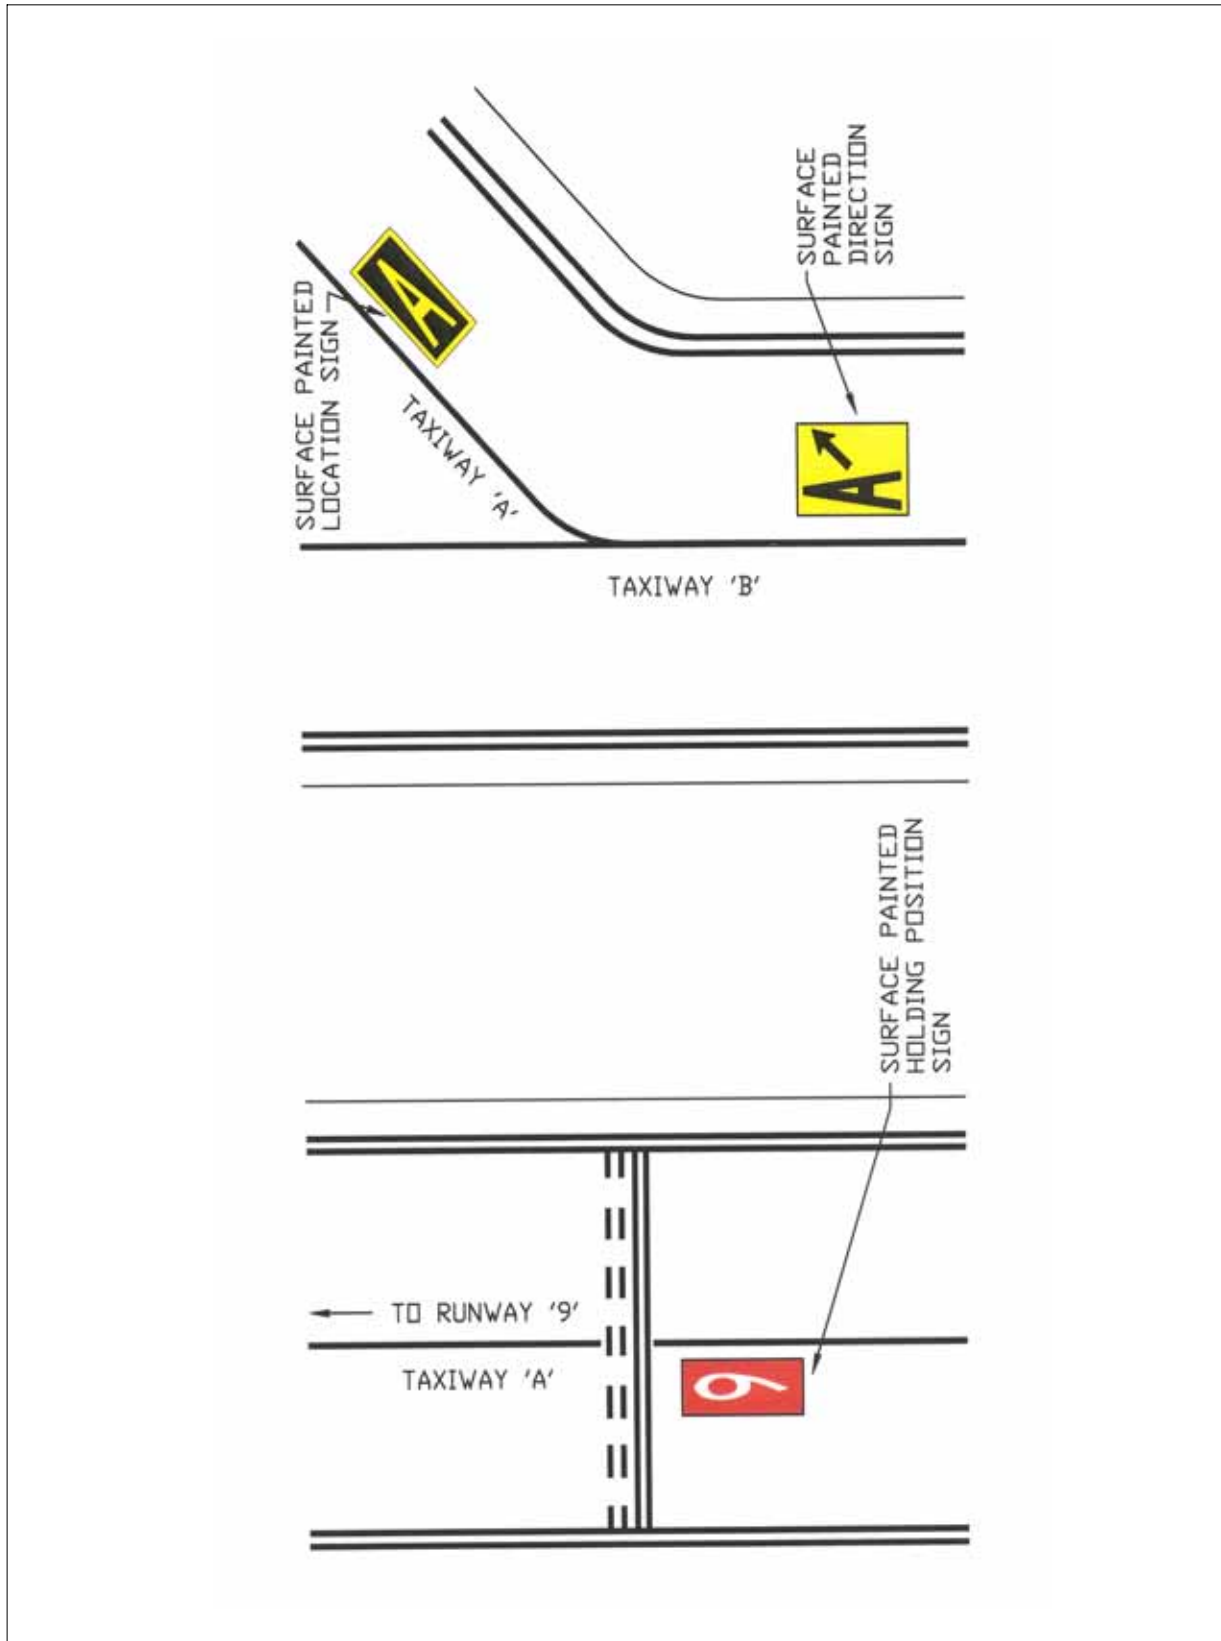 SURFACE
PAINTED
DIRECTION
SIGN
SURFACE PAINTED
LOCATION SIGN
A
TAXIWAY 'A'
A
TAXIWAY 'B'
SURFACE PAINTED
HOLDING POSITION
SIGN
TO RUNWAY '9'
TAXIWAY 'A'
9